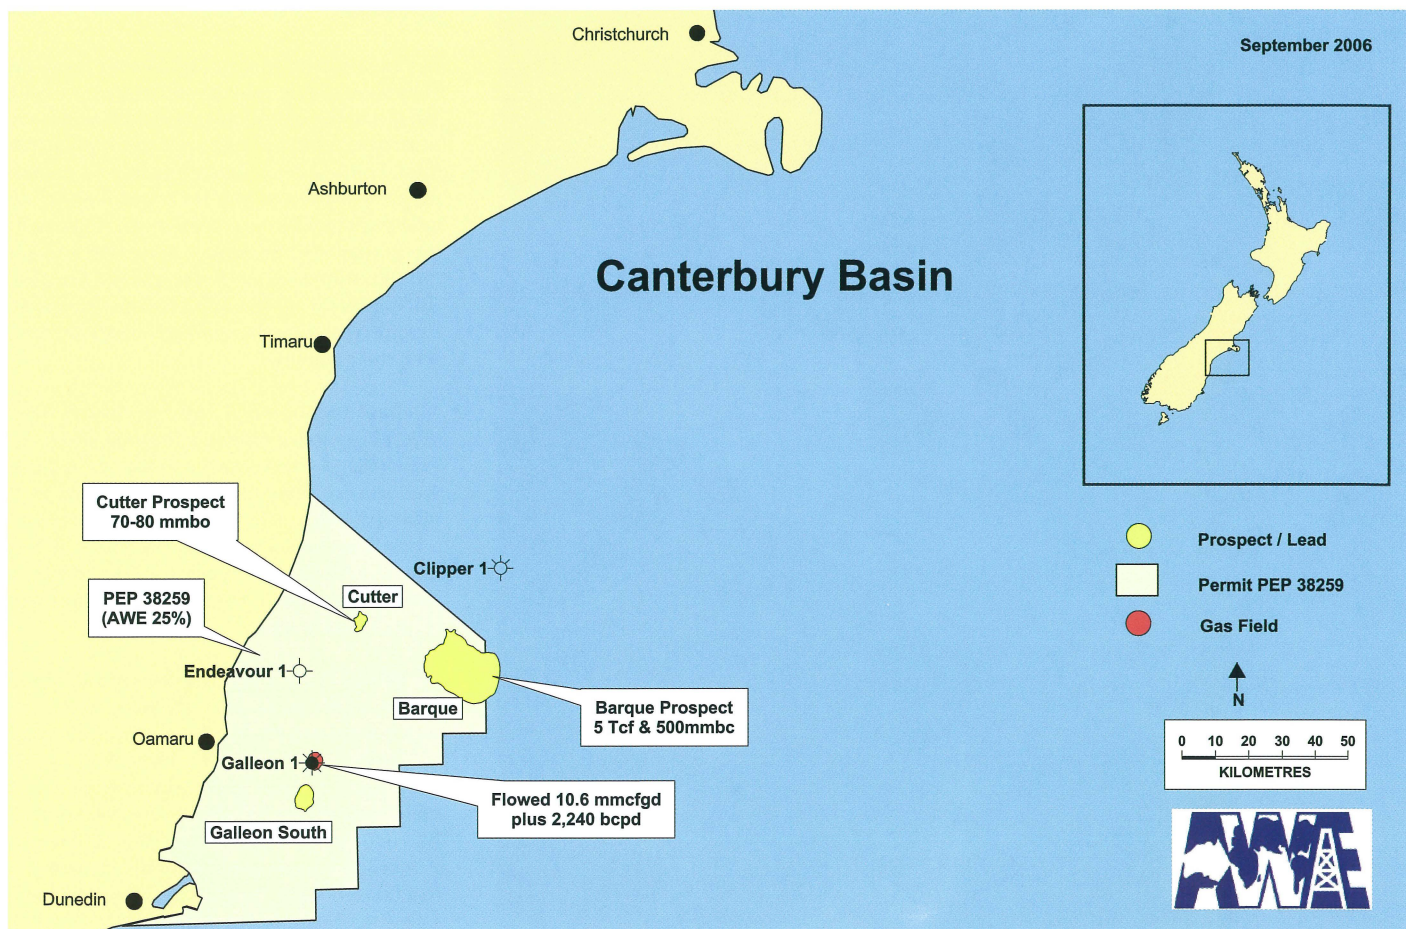 Christchurch
September 2006
Ashburton
Canterbury Basin
Timaru
Cutter Prospect
70-80 mmbo
Clipper 1
PEP 38259
(AWE 25%)
Cutter
Endeavour 1
Barque
Barque Prospect
5 Tcf & 500mmbc
Oamaru
Galleon 1
Flowed 10.6 mmcfgd
plus 2,240 bcpd
Galleon South
Dunedin
Prospect / Lead
Permit PEP 38259
Gas Field
N
0 10 20 30 40 50
KILOMETRES
AWE